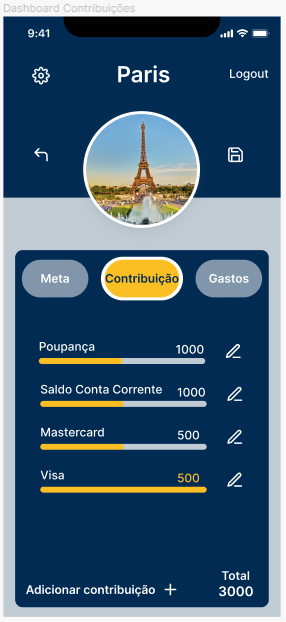 Dashboard Contribuições
9:41
Paris
Logout
Meta
Contribuição
Gastos
Poupança
1000
Saldo Conta Corrente
1000
Mastercard
500
Visa
500
Adicionar contribuição
Total
3000